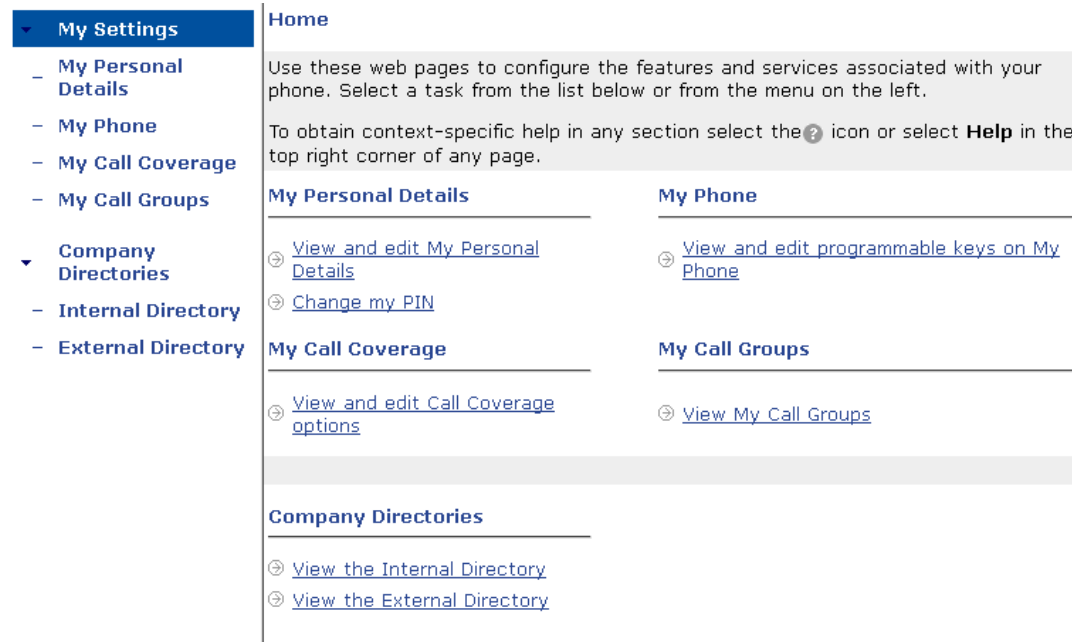 My Settings
My Personal
Details
My Phone
My Call Coverage
My Call Groups
Company
Directories
Internal Directory
External Directory
Home
Use these web pages to configure the features and services associated with your
phone. Select a task from the list below or from the menu on the left.
To obtain context-specific help in any section select the ? icon or select Help in the
top right corner of any page.
My Personal Details
View and edit My Personal
Details
Change my PIN
My Phone
View and edit programmable keys on My
Phone
My Call Coverage
View and edit Call Coverage
options
My Call Groups
View My Call Groups
Company Directories
View the Internal Directory
View the External Directory